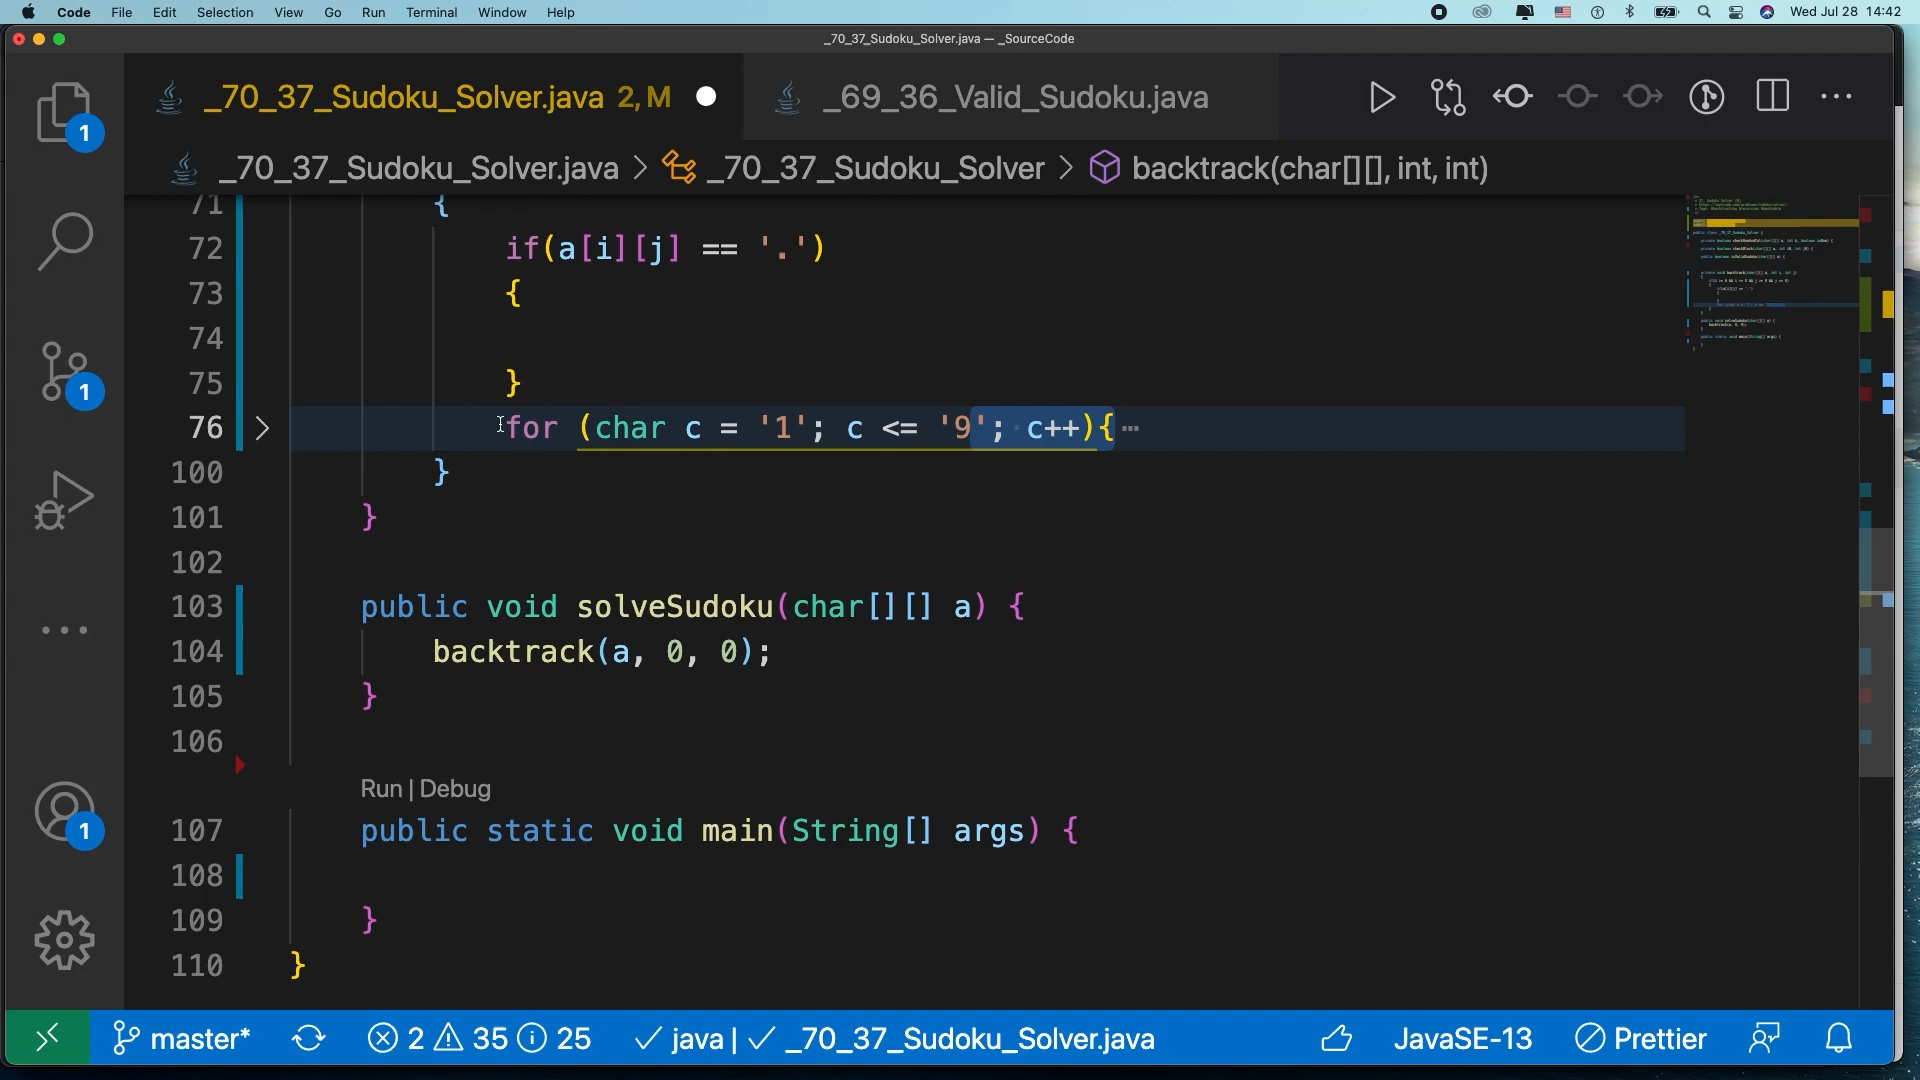 Code File Edit Selection View Go Run Terminal Window Help Wed Jul 28 14:42
_70_37_Sudoku_Solver.java — _SourceCode
_70_37_Sudoku_Solver.java 2, M _69_36_Valid_Sudoku.java
_70_37_Sudoku_Solver.java > _70_37_Sudoku_Solver > backtrack(char[][], int, int)
71 {
72 if(a[i][j] == '.')
73 {
74
75 }
76 for (char c = '1'; c <= '9'; c++){ ⋯
100 }
101 }
102
103 public void solveSudoku(char[][] a) {
104 backtrack(a, 0, 0);
105 }
106
Run | Debug
107 public static void main(String[] args) {
108
109 }
110 }
1
1
1
master* 2 35 25 java | _70_37_Sudoku_Solver.java JavaSE-13 Prettier